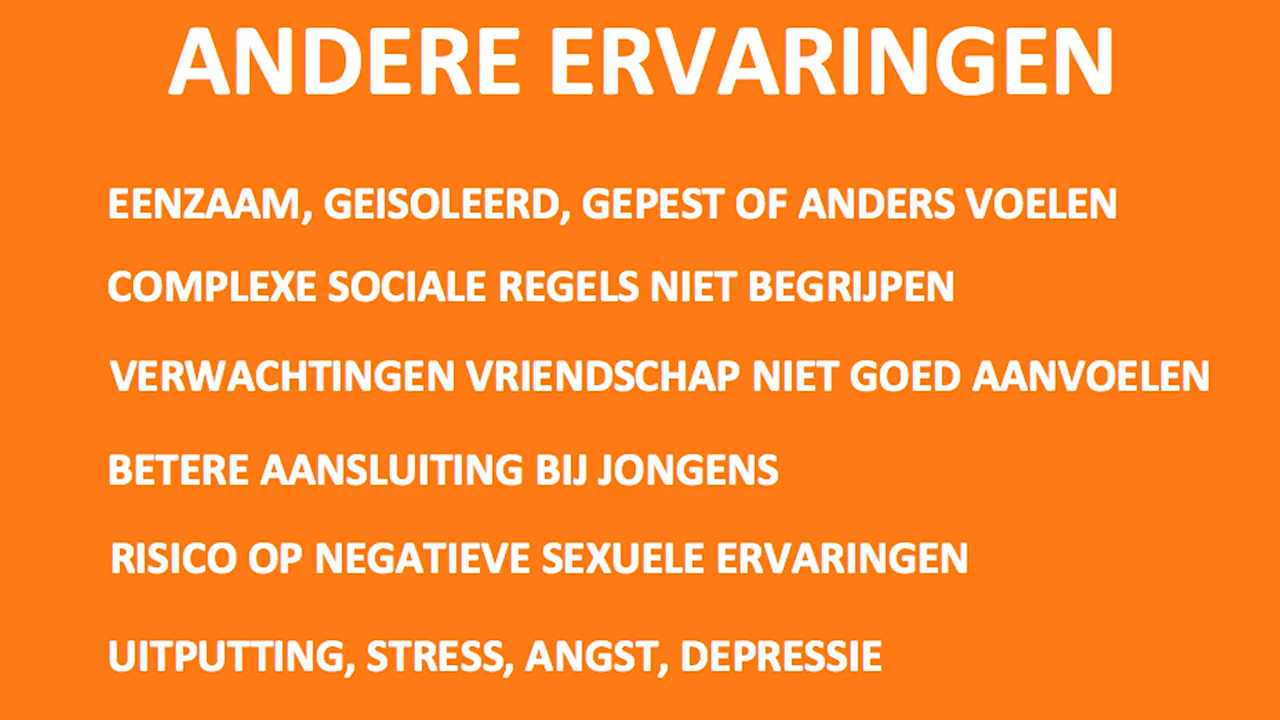 ANDERE ERVARINGEN
EENZAAM, GEISOLEERD, GEPEST OF ANDERS VOELEN
COMPLEXE SOCIALE REGELS NIET BEGRIJPEN
VERWACHTINGEN VRIENDSCHAP NIET GOED AANVOELEN
BETERE AANSLUITING BIJ JONGENS
RISICO OP NEGATIEVE SEXUELE ERVARINGEN
UITPUTTING, STRESS, ANGST, DEPRESSIE